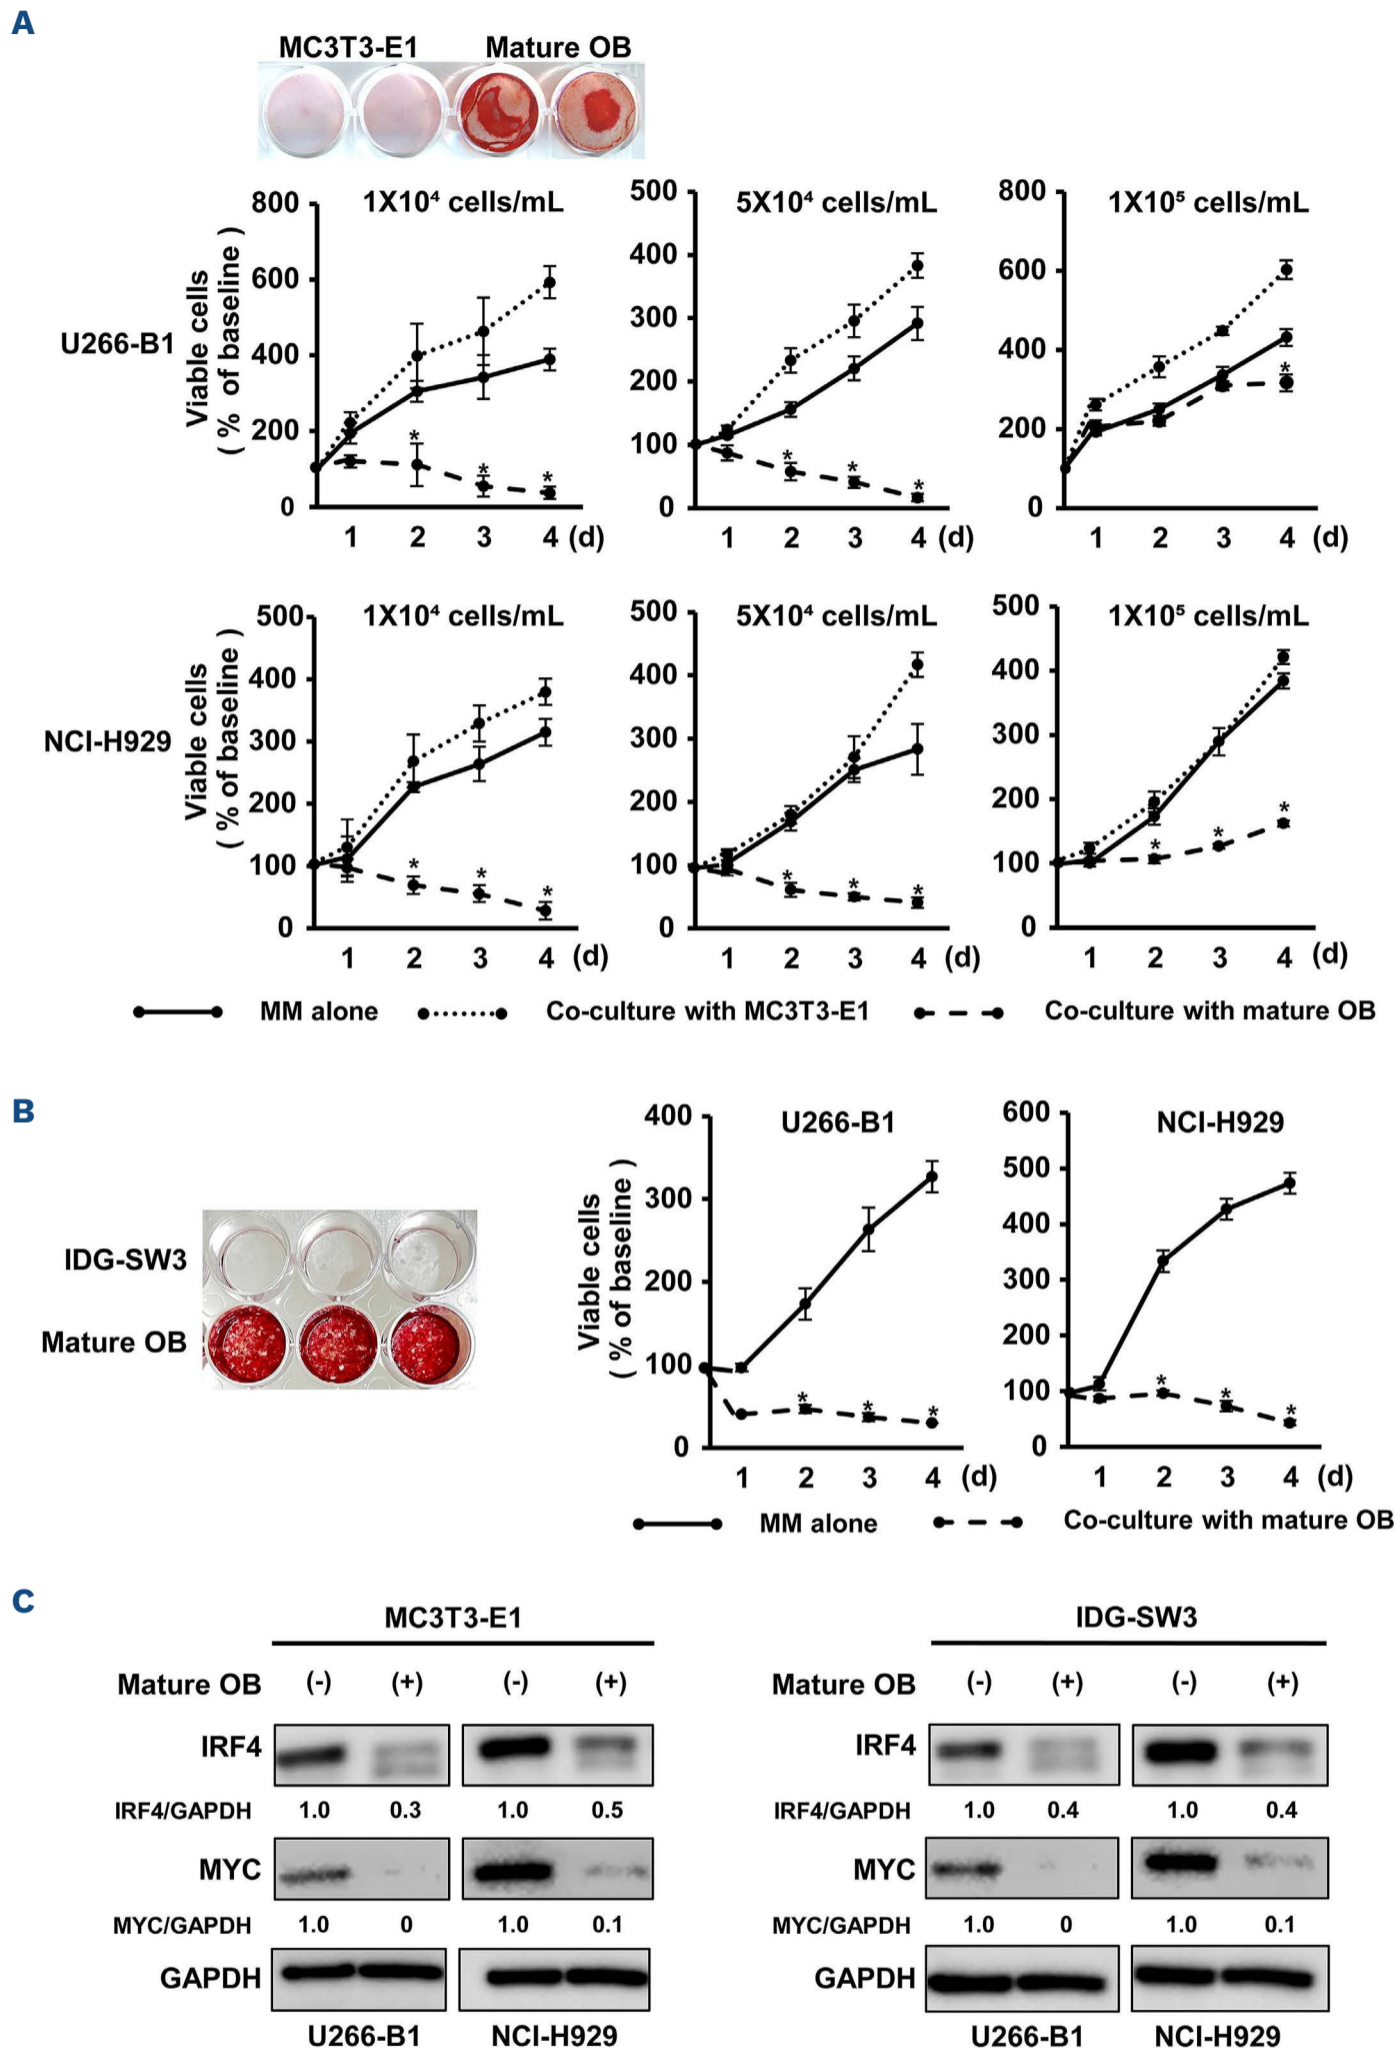 A
MC3T3-E1 Mature OB
U266-B1
Viable cells
( % of baseline )
1X10⁴ cells/mL
800
600
400
200
0
1 2 3 4 (d)
* * *
5X10⁴ cells/mL
500
400
300
200
100
0
1 2 3 4 (d)
* * *
1X10⁵ cells/mL
800
600
400
200
0
1 2 3 4 (d)
*
NCI-H929
Viable cells
( % of baseline )
1X10⁴ cells/mL
500
400
300
200
100
0
1 2 3 4 (d)
* * *
5X10⁴ cells/mL
500
400
300
200
100
0
1 2 3 4 (d)
* * *
1X10⁵ cells/mL
500
400
300
200
100
0
1 2 3 4 (d)
* * *
MM alone Co-culture with MC3T3-E1 Co-culture with mature OB
B
IDG-SW3
Mature OB
Viable cells
( % of baseline )
U266-B1
400
300
200
100
0
1 2 3 4 (d)
* * *
NCI-H929
600
500
400
300
200
100
0
1 2 3 4 (d)
* * *
MM alone Co-culture with mature OB
C
MC3T3-E1
Mature OB (-) (+) (-) (+)
IRF4
IRF4/GAPDH 1.0 0.3 1.0 0.5
MYC
MYC/GAPDH 1.0 0 1.0 0.1
GAPDH
U266-B1 NCI-H929
IDG-SW3
Mature OB (-) (+) (-) (+)
IRF4
IRF4/GAPDH 1.0 0.4 1.0 0.4
MYC
MYC/GAPDH 1.0 0 1.0 0.1
GAPDH
U266-B1 NCI-H929